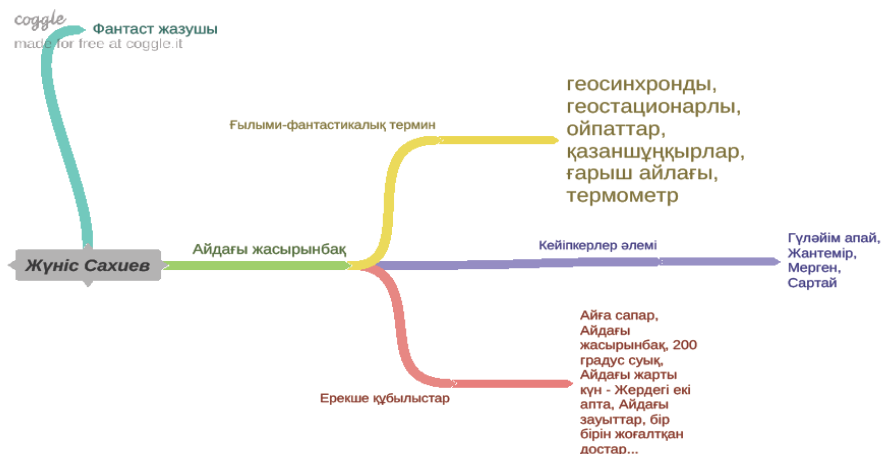 coggle
made for free at coggle.it
Фантаст жазушы
Жүніс Сахиев
Айдағы жасырынбақ
Ғылыми-фантастикалық термин
геосинхронды,
геостационарлы,
ойпаттар,
қазаншұңқырлар,
ғарыш айлағы,
термометр
Кейіпкерлер әлемі
Гүләйім апай,
Жантемір,
Мерген,
Сартай
Ерекше құбылыстар
Айға сапар,
Айдағы
жасырынбақ, 200
градус суық,
Айдағы жарты
күн - Жердегі екі
апта, Айдағы
зауыттар, бір
бірін жоғалтқан
достар...